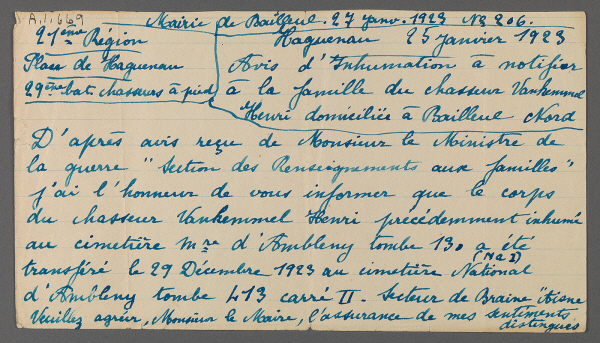 A.1.669
Mairie de Bailleul. 27 janv. 1923 No 206.
21ème Région
Haguenau 25 janvier 1923
Place de Haguenau
Avis d'Inhumation à notifier
29ème bat. chasseurs à pied
à la famille du chasseur Vankemmel
Henri domiciliée à Bailleul Nord
D'après avis reçu de Monsieur le Ministre de
la guerre "Section des Renseignements aux familles"
j'ai l'honneur de vous informer que le corps
du chasseur Vankemmel Henri précédemment inhumé
au cimetière mre d'Ambleny tombe 130 a été
transféré le 29 Décembre 1923 au cimetière National
d'Ambleny tombe 413 carré II - Secteur de Braine "Aisne
Veuillez agréer, Monsieur le Maire, l'assurance de mes sentiments
distingués